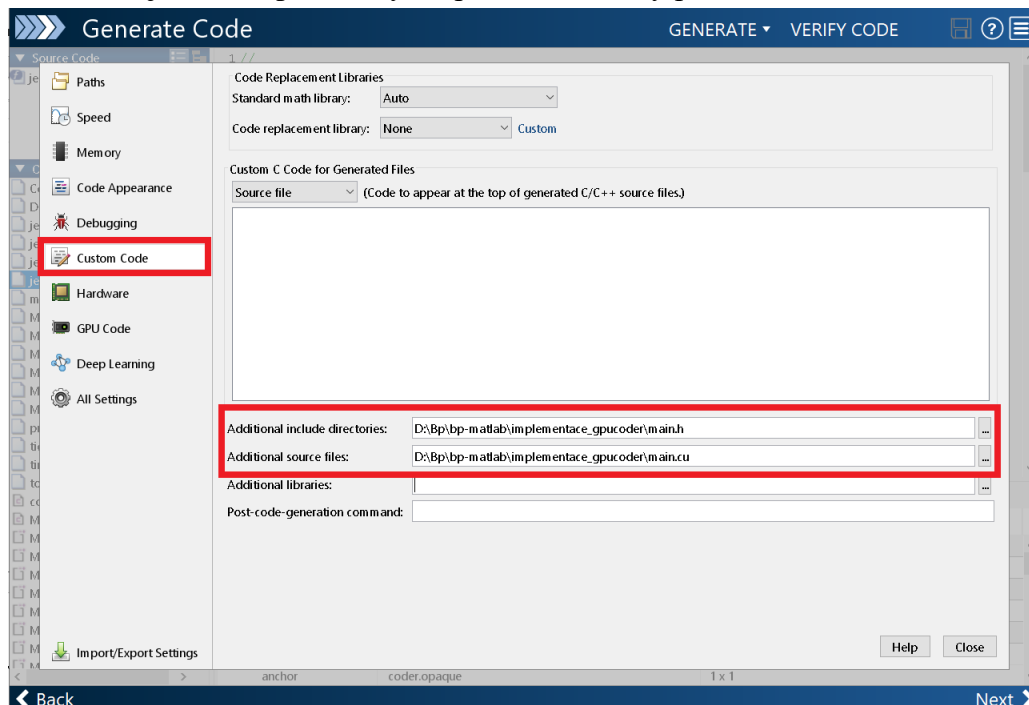 Generate Code
GENERATE ▾ VERIFY CODE
Source Code
1 //
Paths
Speed
Memory
Code Appearance
Debugging
Custom Code
Hardware
GPU Code
Deep Learning
All Settings
Import/Export Settings
Code Replacement Libraries
Standard math library: Auto
Code replacement library: None Custom
Custom C Code for Generated Files
Source file (Code to appear at the top of generated C/C++ source files.)
Additional include directories: D:\Bp\bp-matlab\implementace_gpucoder\main.h ...
Additional source files: D:\Bp\bp-matlab\implementace_gpucoder\main.cu ...
Additional libraries: ...
Post-code-generation command:
Help Close
anchor coder.opaque 1 x 1
Back Next